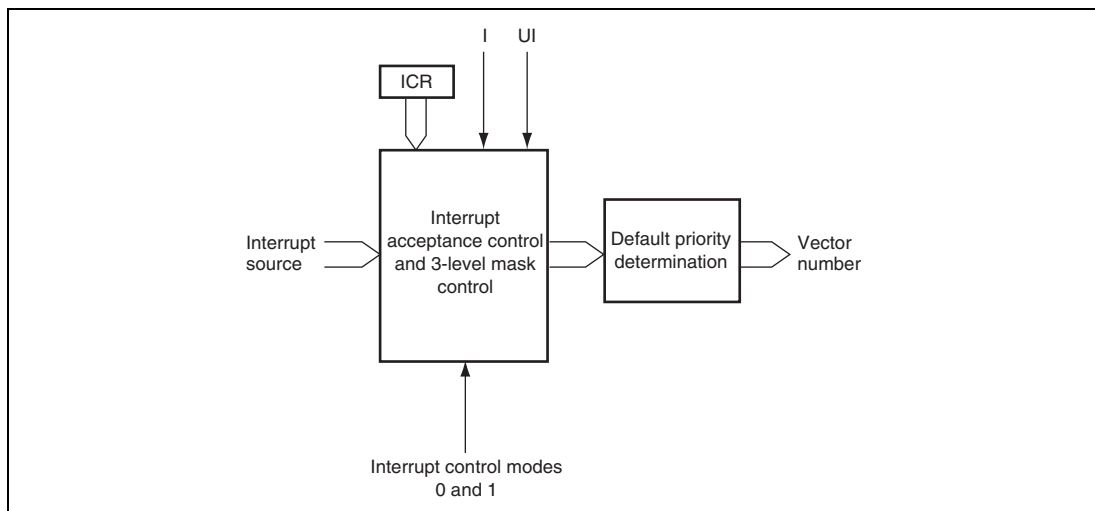 I
UI
ICR
Interrupt
acceptance control
and 3-level mask
control
Interrupt
source
Default priority
determination
Vector
number
Interrupt control modes
0 and 1